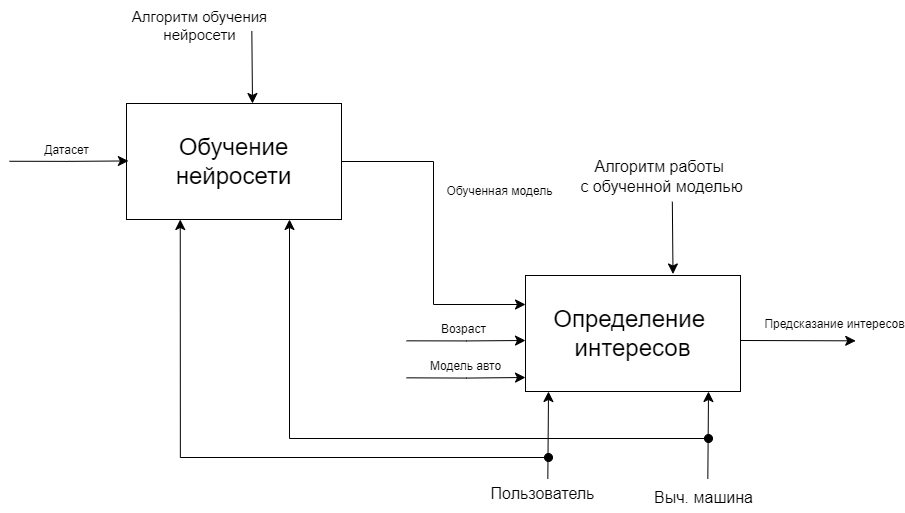 Алгоритм обучения
нейросети
Датасет
Обучение
нейросети
Обученная модель
Алгоритм работы
с обученной моделью
Возраст
Модель авто
Определение
интересов
Предсказание интересов
Пользователь
Выч. машина